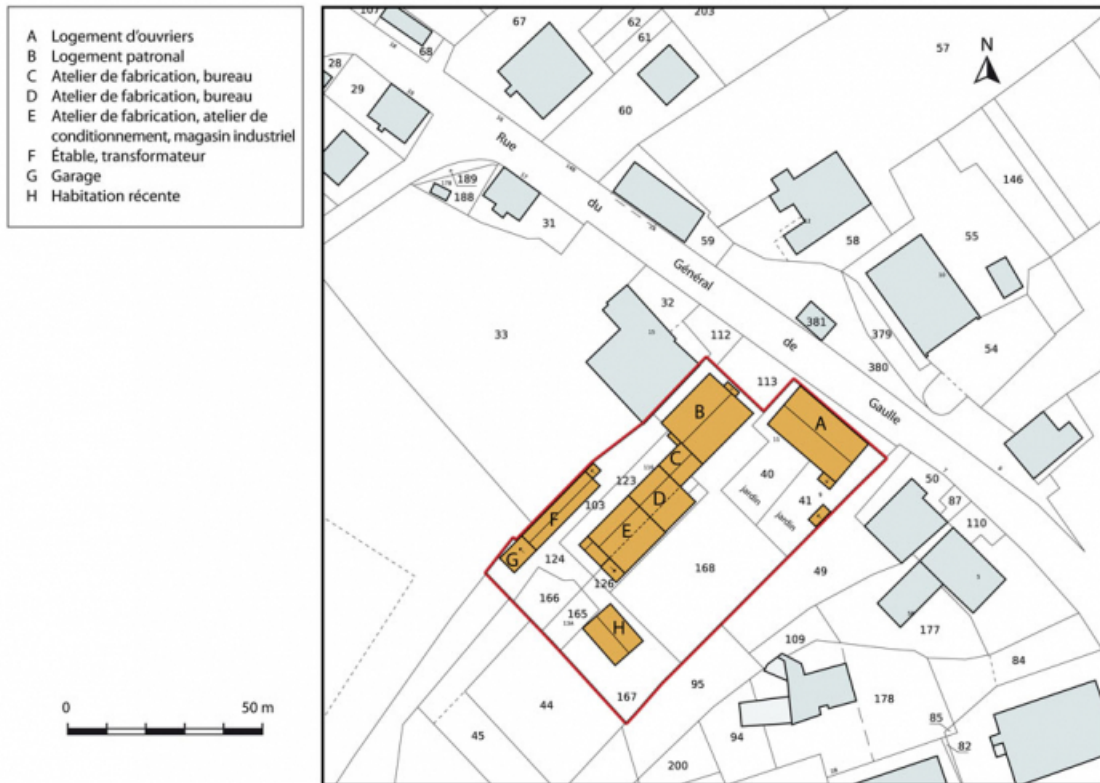 A Logement d'ouvriers
B Logement patronal
C Atelier de fabrication, bureau
D Atelier de fabrication, bureau
E Atelier de fabrication, atelier de
conditionnement, magasin industriel
F Étable, transformateur
G Garage
H Habitation récente
0 50 m
N
107
68
67
62
61
203
57
28
29
60
Rue
189
188
31
du
59
58
146
55
Général
33
32
112
381
379
54
de
380
113
Gaulle
B
A
C
40
123
D
jardin
41
jardin
50
87
110
103
F
E
G
124
168
49
126
166
165
H
177
109
84
95
167
44
178
45
94
85
82
200